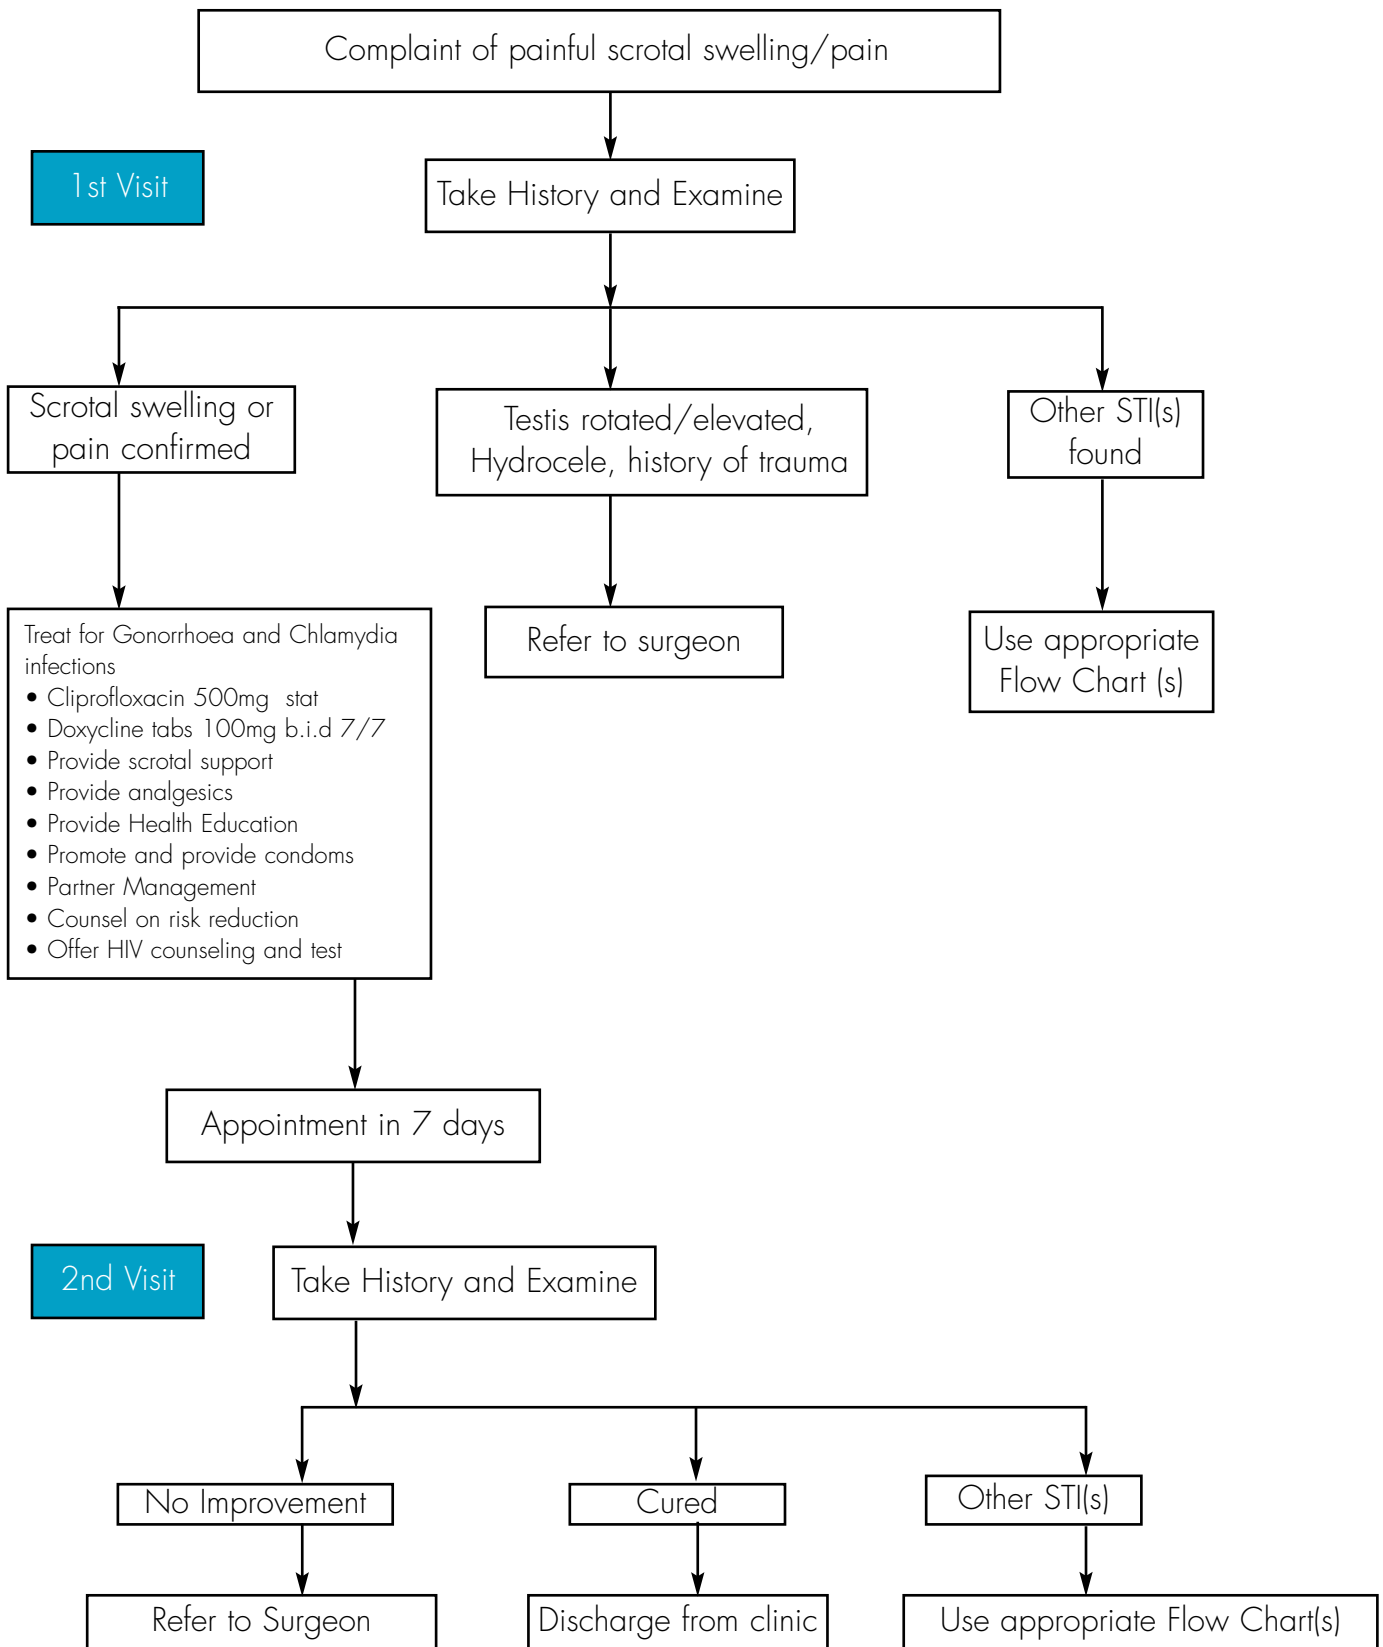 Complaint of painful scrotal swelling/pain
1st Visit
Take History and Examine
Scrotal swelling or
pain confirmed
Testis rotated/elevated,
Hydrocele, history of trauma
Other STI(s)
found
Treat for Gonorrhoea and Chlamydia
infections
• Cliprofloxacin 500mg stat
• Doxycline tabs 100mg b.i.d 7/7
• Provide scrotal support
• Provide analgesics
• Provide Health Education
• Promote and provide condoms
• Partner Management
• Counsel on risk reduction
• Offer HIV counseling and test
Refer to surgeon
Use appropriate
Flow Chart (s)
Appointment in 7 days
2nd Visit
Take History and Examine
No Improvement
Cured
Other STI(s)
Refer to Surgeon
Discharge from clinic
Use appropriate Flow Chart(s)